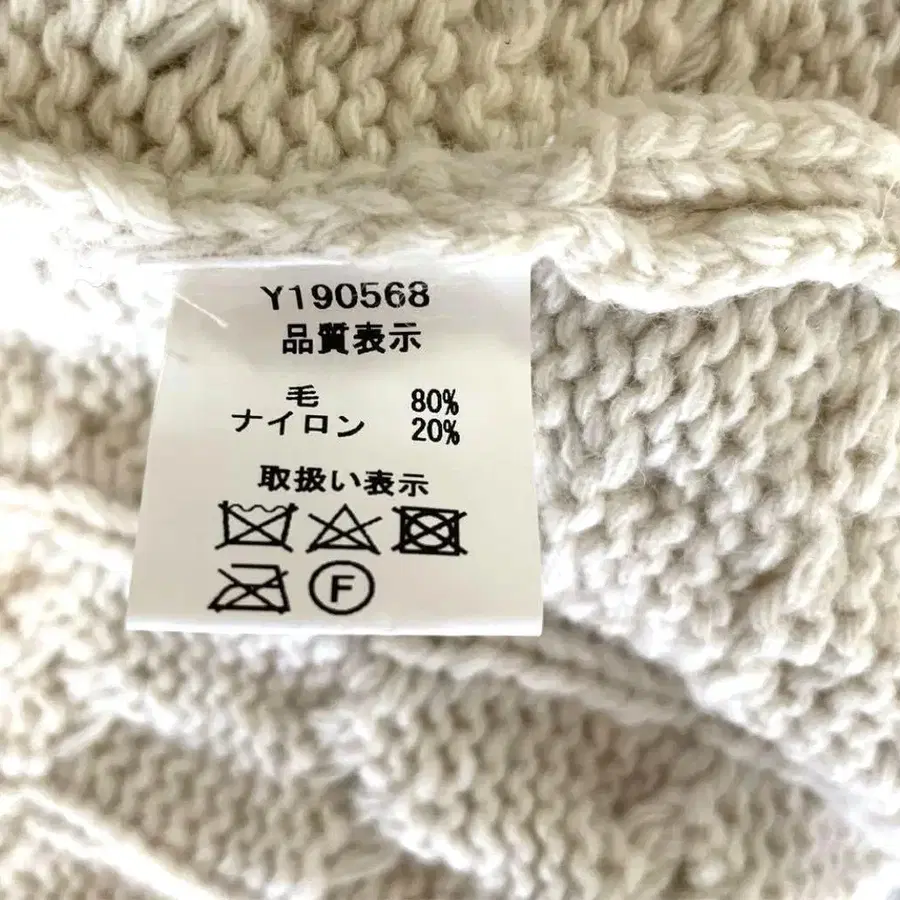 Y190568
品質表示
毛 80%
ナイロン 20%
取扱い表示
F